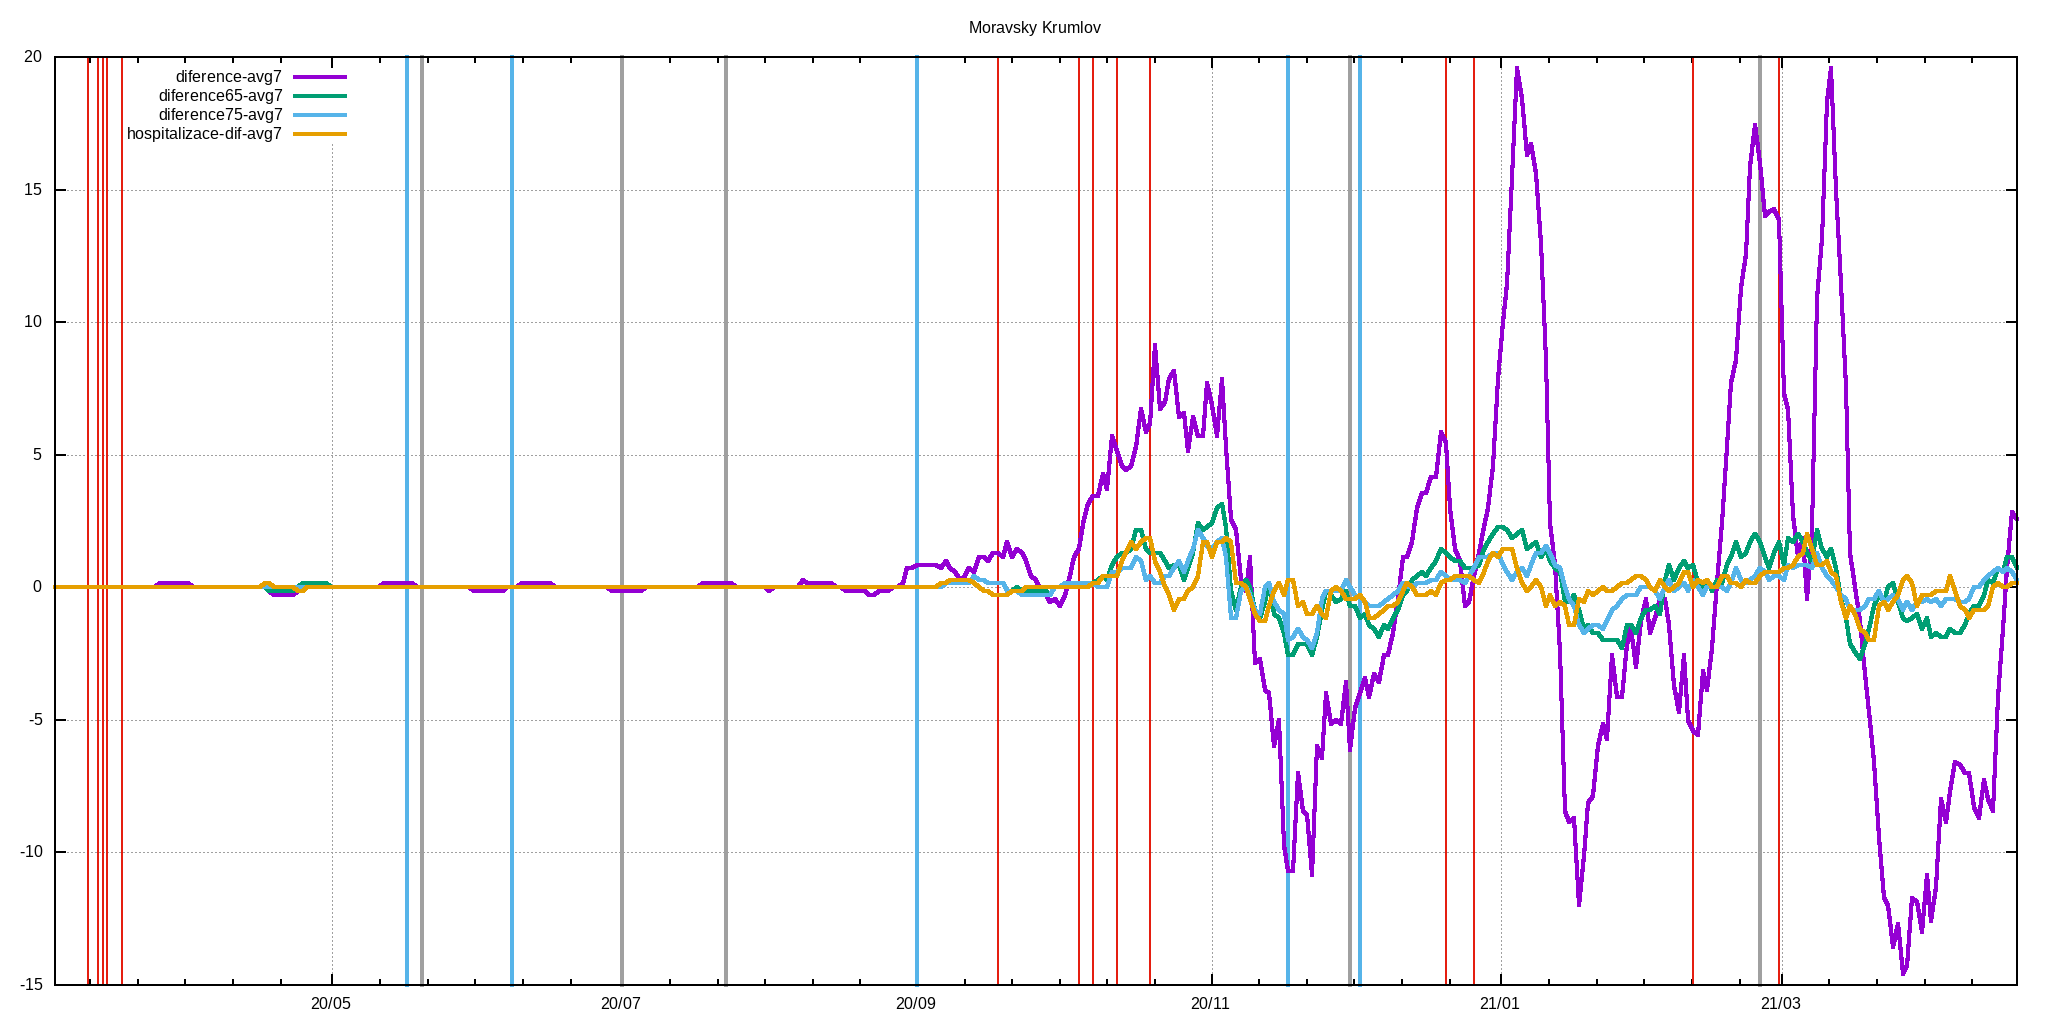 Moravsky Krumlov
20
diference-avg7
diference65-avg7
diference75-avg7
hospitalizace-dif-avg7
15
10
5
0
-5
-10
-15
20/05 20/07 20/09 20/11 21/01 21/03